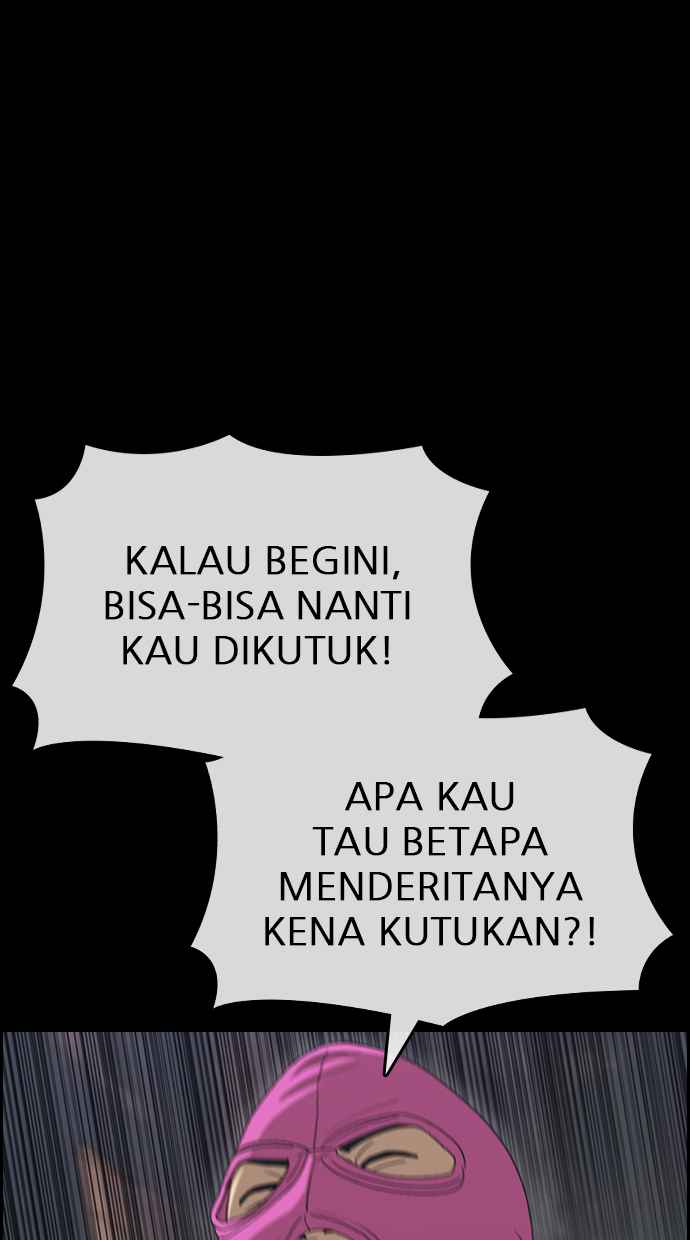 KALAU BEGINI,
BISA-BISA NANTI
KAU DIKUTUK!
APA KAU
TAU BETAPA
MENDERITANYA
KENA KUTUKAN?!